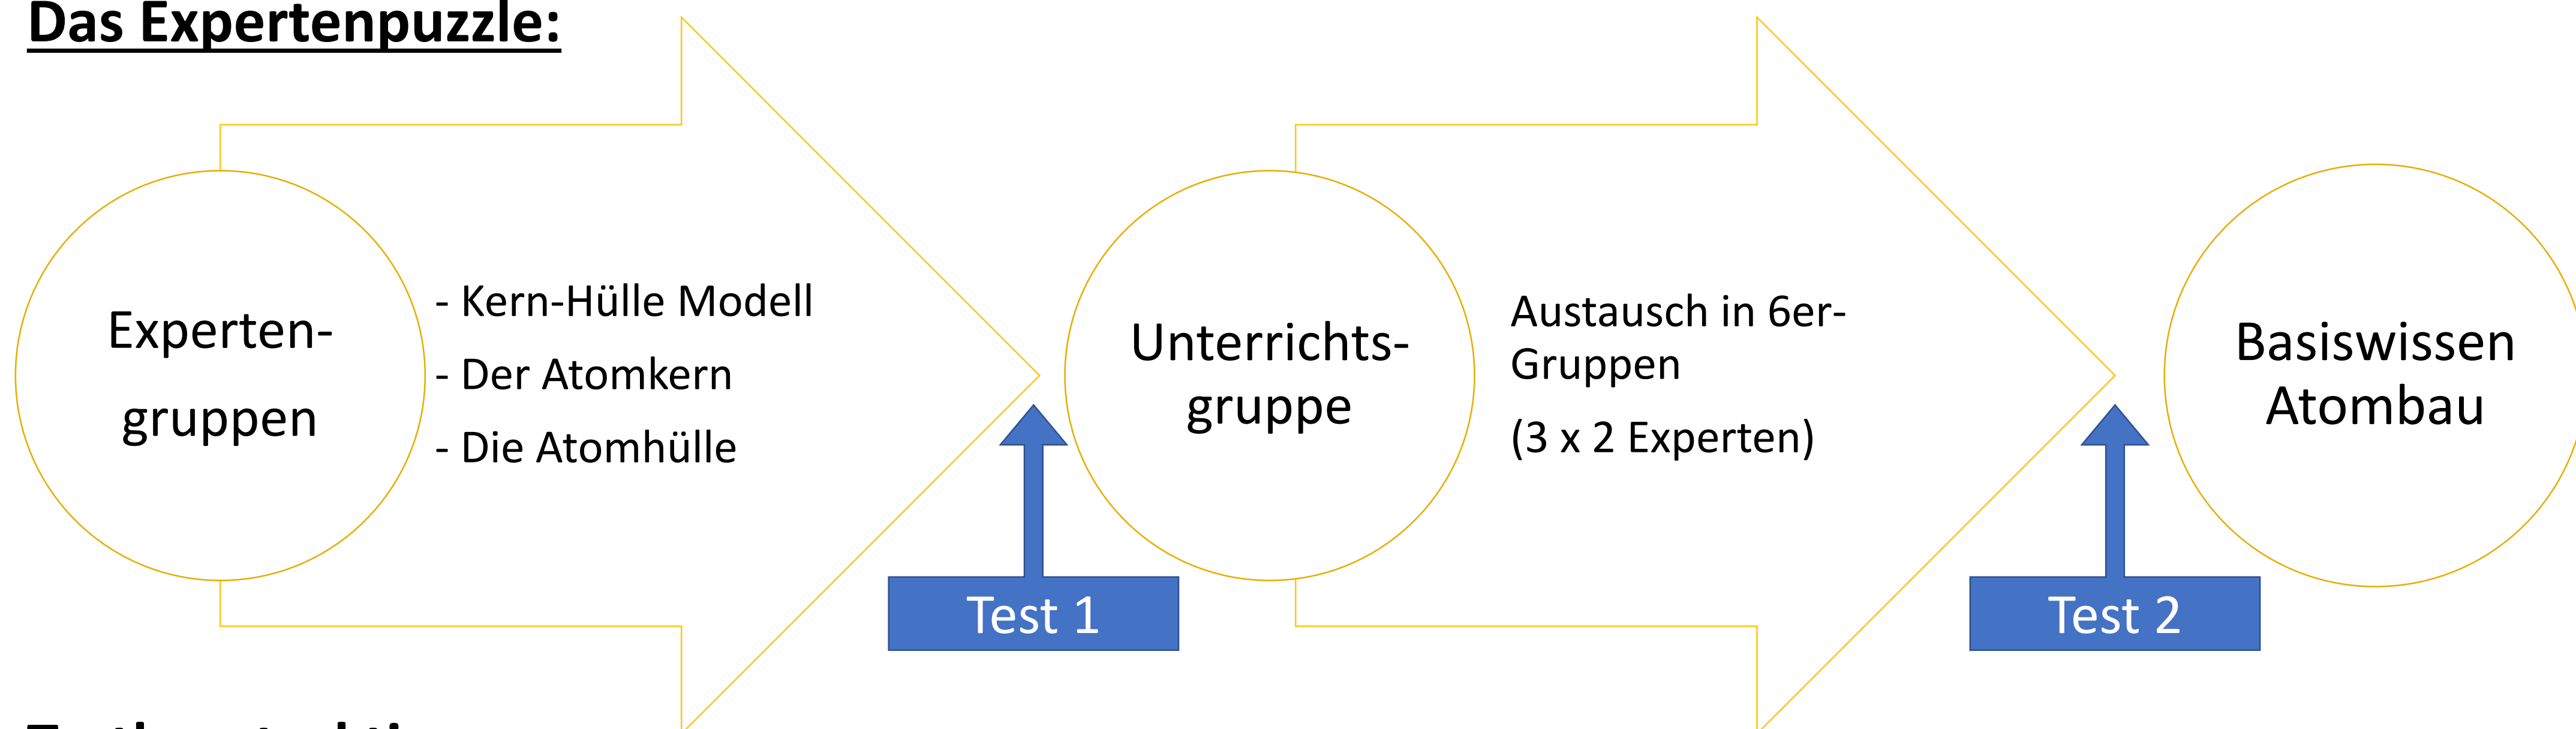 Das Expertenpuzzle:
Experten-
gruppen
- Kern-Hülle Modell
- Der Atomkern
- Die Atomhülle
Test 1
Unterrichts-
gruppe
Austausch in 6er-
Gruppen
(3 x 2 Experten)
Test 2
Basiswissen
Atombau